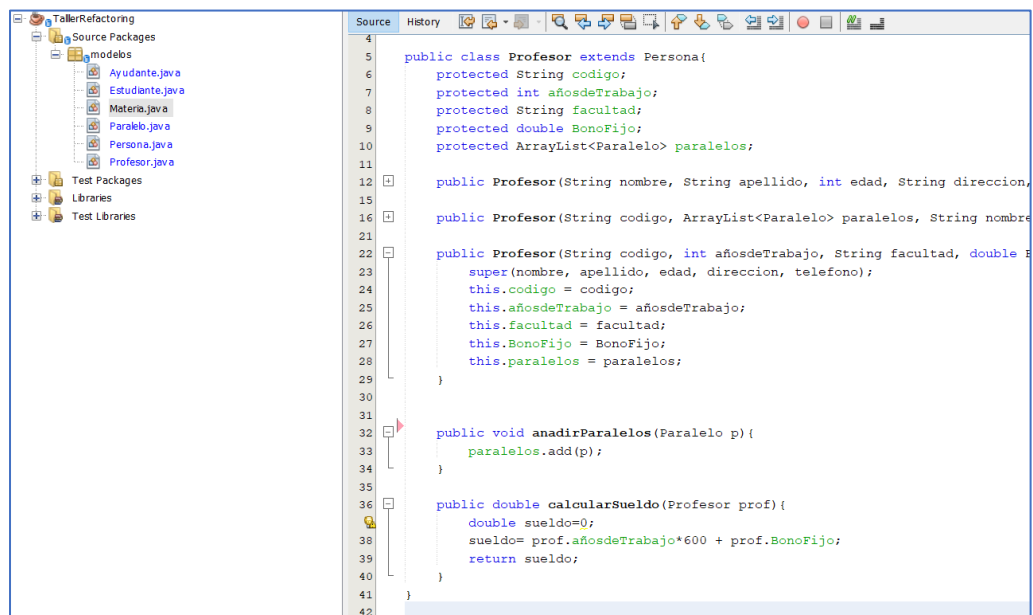 TallerRefactoring
Source Packages
modelos
Ayudante.java
Estudiante.java
Materia.java
Paralelo.java
Persona.java
Profesor.java
Test Packages
Libraries
Test Libraries
Source History
4
5 public class Profesor extends Persona{
6 protected String codigo;
7 protected int añosdeTrabajo;
8 protected String facultad;
9 protected double BonoFijo;
10 protected ArrayList<Paralelo> paralelos;
11
12 public Profesor(String nombre, String apellido, int edad, String direccion,
15
16 public Profesor(String codigo, ArrayList<Paralelo> paralelos, String nombre
21
22 public Profesor(String codigo, int añosdeTrabajo, String facultad, double
23 super(nombre, apellido, edad, direccion, telefono);
24 this.codigo = codigo;
25 this.añosdeTrabajo = añosdeTrabajo;
26 this.facultad = facultad;
27 this.BonoFijo = BonoFijo;
28 this.paralelos = paralelos;
29 }
30
31
32 public void anadirParalelos(Paralelo p){
33 paralelos.add(p);
34 }
35
36 public double calcularSueldo(Profesor prof){
double sueldo=0;
38 sueldo= prof.añosdeTrabajo*600 + prof.BonoFijo;
39 return sueldo;
40 }
41 }
42